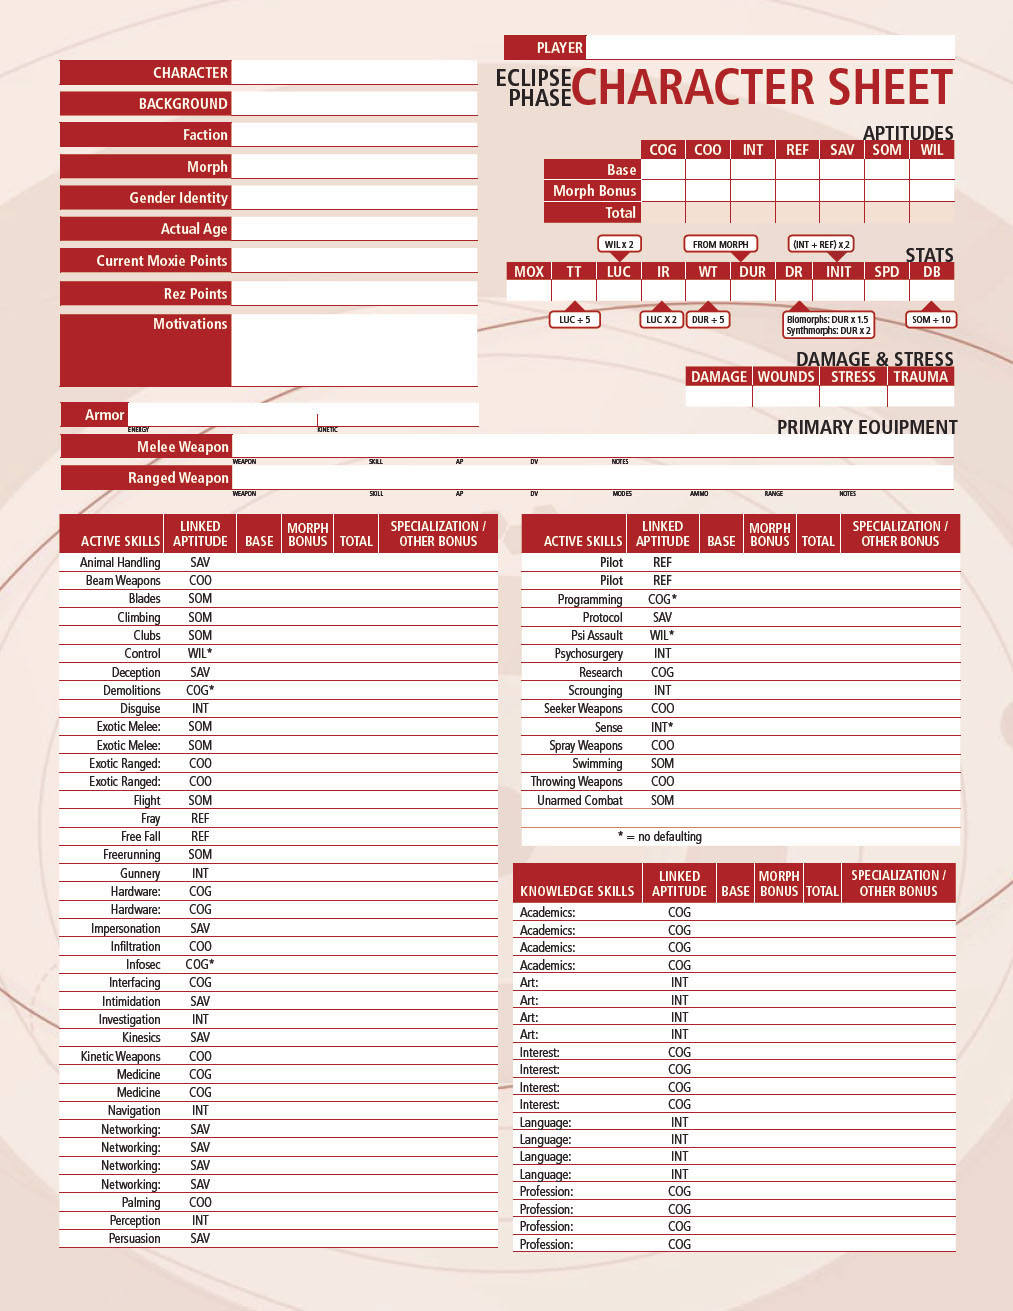 PLAYER
ECLIPSE PHASE CHARACTER SHEET
CHARACTER
BACKGROUND
Faction
Morph
Gender Identity
Actual Age
Current Moxie Points
Rez Points
Motivations
APTITUDES
COG COO INT REF SAV SOM WIL
Base
Morph Bonus
Total
WIL x 2 FROM MORPH (INT + REF) x 2
STATS
MOX TT LUC IR WT DUR DR INIT SPD DB
LUC ÷ 5 LUC X 2 DUR ÷ 5 Biomorphs: DUR x 1.5 SOM ÷ 10
Synthmorphs: DUR x 2
DAMAGE & STRESS
DAMAGE WOUNDS STRESS TRAUMA
Armor
ENERGY KINETIC
PRIMARY EQUIPMENT
Melee Weapon
WEAPON SKILL AP DV NOTES
Ranged Weapon
WEAPON SKILL AP DV MODES AMMO RANGE NOTES
ACTIVE SKILLS LINKED APTITUDE BASE MORPH BONUS TOTAL SPECIALIZATION / OTHER BONUS
Animal Handling SAV
Beam Weapons COO
Blades SOM
Climbing SOM
Clubs SOM
Control WIL*
Deception SAV
Demolitions COG*
Disguise INT
Exotic Melee: SOM
Exotic Melee: SOM
Exotic Ranged: COO
Exotic Ranged: COO
Flight SOM
Fray REF
Free Fall REF
Freerunning SOM
Gunnery INT
Hardware: COG
Hardware: COG
Impersonation SAV
Infiltration COO
Infosec COG*
Interfacing COG
Intimidation SAV
Investigation INT
Kinesics SAV
Kinetic Weapons COO
Medicine COG
Medicine COG
Navigation INT
Networking: SAV
Networking: SAV
Networking: SAV
Networking: SAV
Palming COO
Perception INT
Persuasion SAV
ACTIVE SKILLS LINKED APTITUDE BASE MORPH BONUS TOTAL SPECIALIZATION / OTHER BONUS
Pilot REF
Pilot REF
Programming COG*
Protocol SAV
Psi Assault WIL*
Psychosurgery INT
Research COG
Scrounging INT
Seeker Weapons COO
Sense INT*
Spray Weapons COO
Swimming SOM
Throwing Weapons COO
Unarmed Combat SOM
* = no defaulting
KNOWLEDGE SKILLS LINKED APTITUDE BASE MORPH BONUS TOTAL SPECIALIZATION / OTHER BONUS
Academics: COG
Academics: COG
Academics: COG
Academics: COG
Art: INT
Art: INT
Art: INT
Art: INT
Interest: COG
Interest: COG
Interest: COG
Interest: COG
Language: INT
Language: INT
Language: INT
Language: INT
Profession: COG
Profession: COG
Profession: COG
Profession: COG